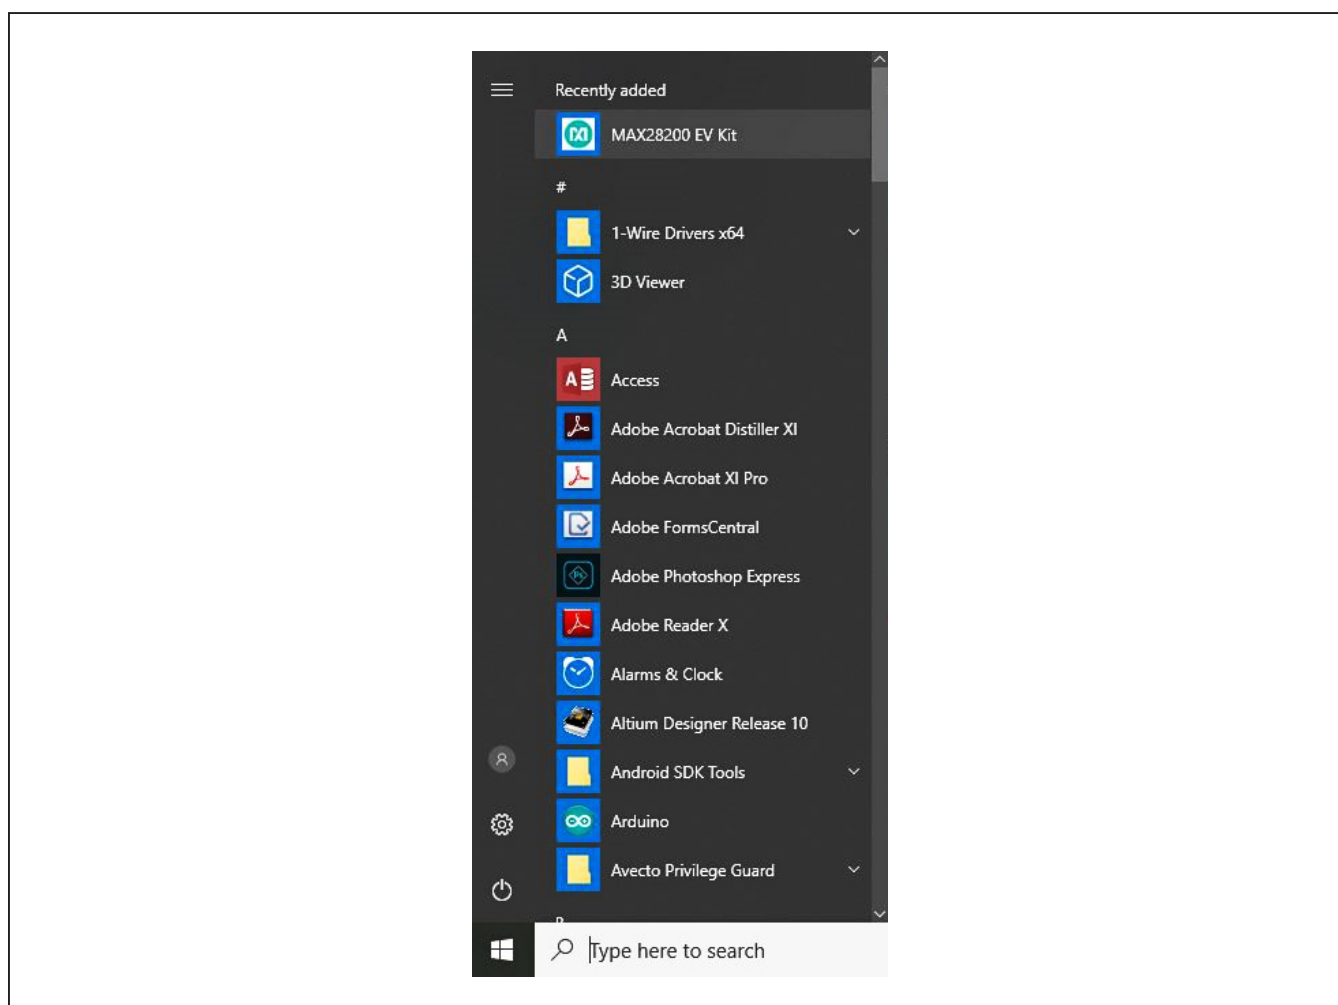 Recently added
MAX28200 EV Kit
#
1-Wire Drivers x64
3D Viewer
A
Access
Adobe Acrobat Distiller XI
Adobe Acrobat XI Pro
Adobe FormsCentral
Adobe Photoshop Express
Adobe Reader X
Alarms & Clock
Altium Designer Release 10
Android SDK Tools
Arduino
Avecto Privilege Guard
Type here to search